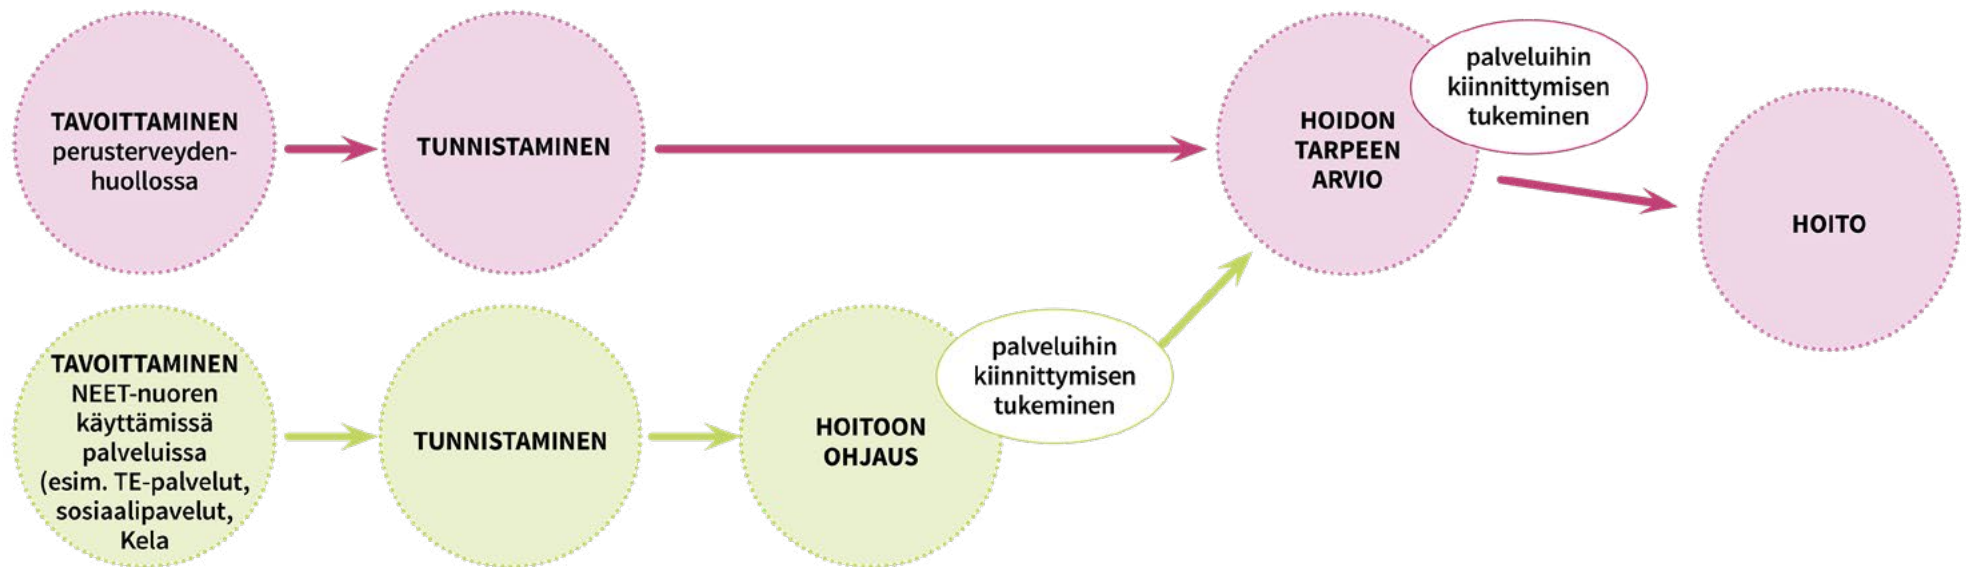 TAVOITTAMINEN
perusterveyden-
huollossa
TUNNISTAMINEN
HOIDON
TARPEEN
ARVIO
palveluihin
kiinnittymisen
tukeminen
HOITO
TAVOITTAMINEN
NEET-nuoren
käyttämissä
palveluissa
(esim. TE-palvelut,
sosiaalipavelut,
Kela
TUNNISTAMINEN
HOITOON
OHJAUS
palveluihin
kiinnittymisen
tukeminen